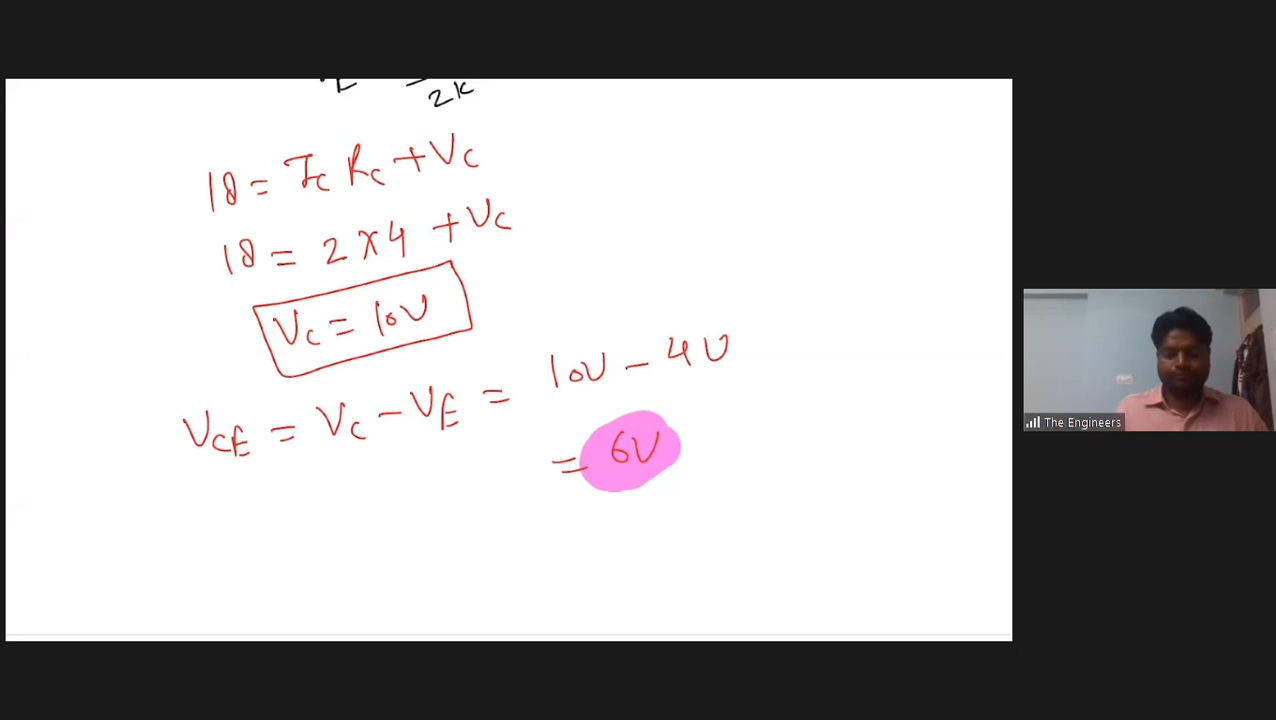 2k
18 = IC RC + VC
18 = 2 × 4 + VC
VC = 10V
VCE = VC - VE = 10V - 4V
= 6V
The Engineers